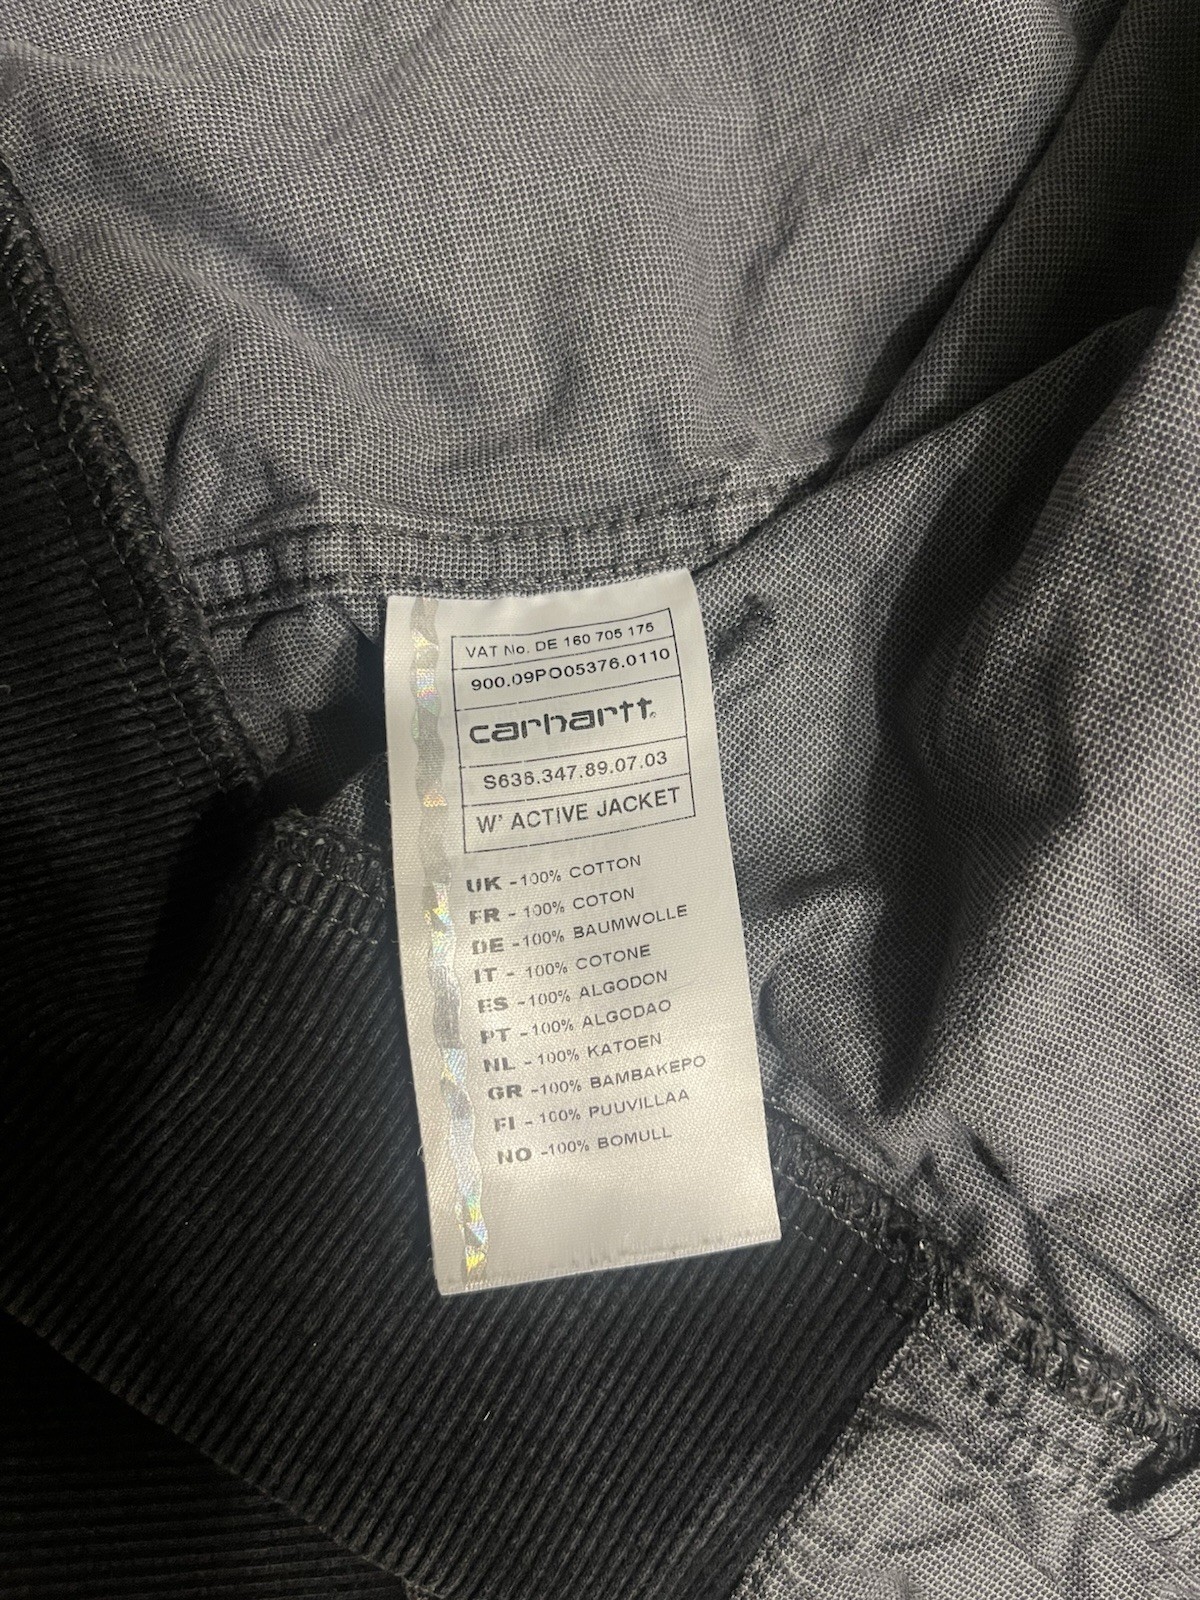 VAT No. DE 160 705 175
900.09PO05376.0110
carhartt.
S636.347.89.07.03
W' ACTIVE JACKET
UK -100% COTTON
FR - 100% COTON
DE -100% BAUMWOLLE
IT - 100% COTONE
ES -100% ALGODON
PT -100% ALGODAO
NL -100% KATOEN
GR -100% BAMBAKEPO
FI - 100% PUUVILLAA
NO -100% BOMULL